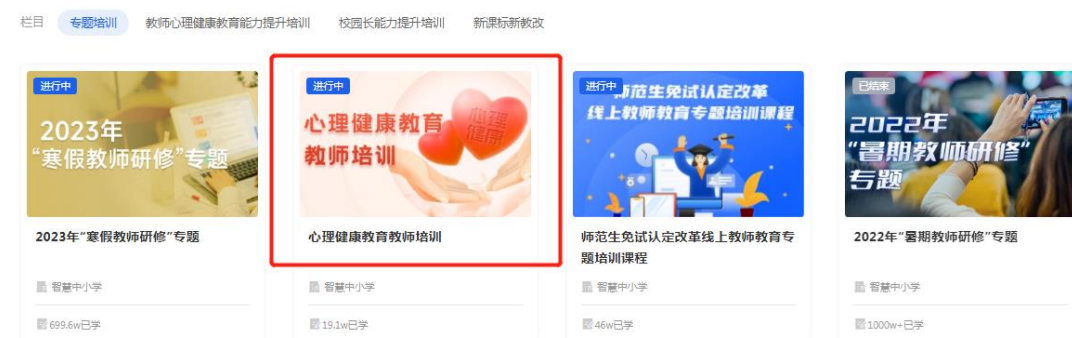 栏目 专题培训 教师心理健康教育能力提升培训 校园长能力提升培训 新课标新教改
进行中
2023年
“寒假教师研修”专题
2023年“寒假教师研修”专题
智慧中小学
699.6w已学
进行中
心理健康教育
教师培训
心理
健康
心理健康教育教师培训
智慧中小学
19.1w已学
进行中
师范生免试认定改革
线上教师教育专题培训课程
师范生免试认定改革线上教师教育专
题培训课程
智慧中小学
46w已学
已结束
2022年
“暑期教师研修”
专题
2022年“暑期教师研修”专题
智慧中小学
1000w+已学